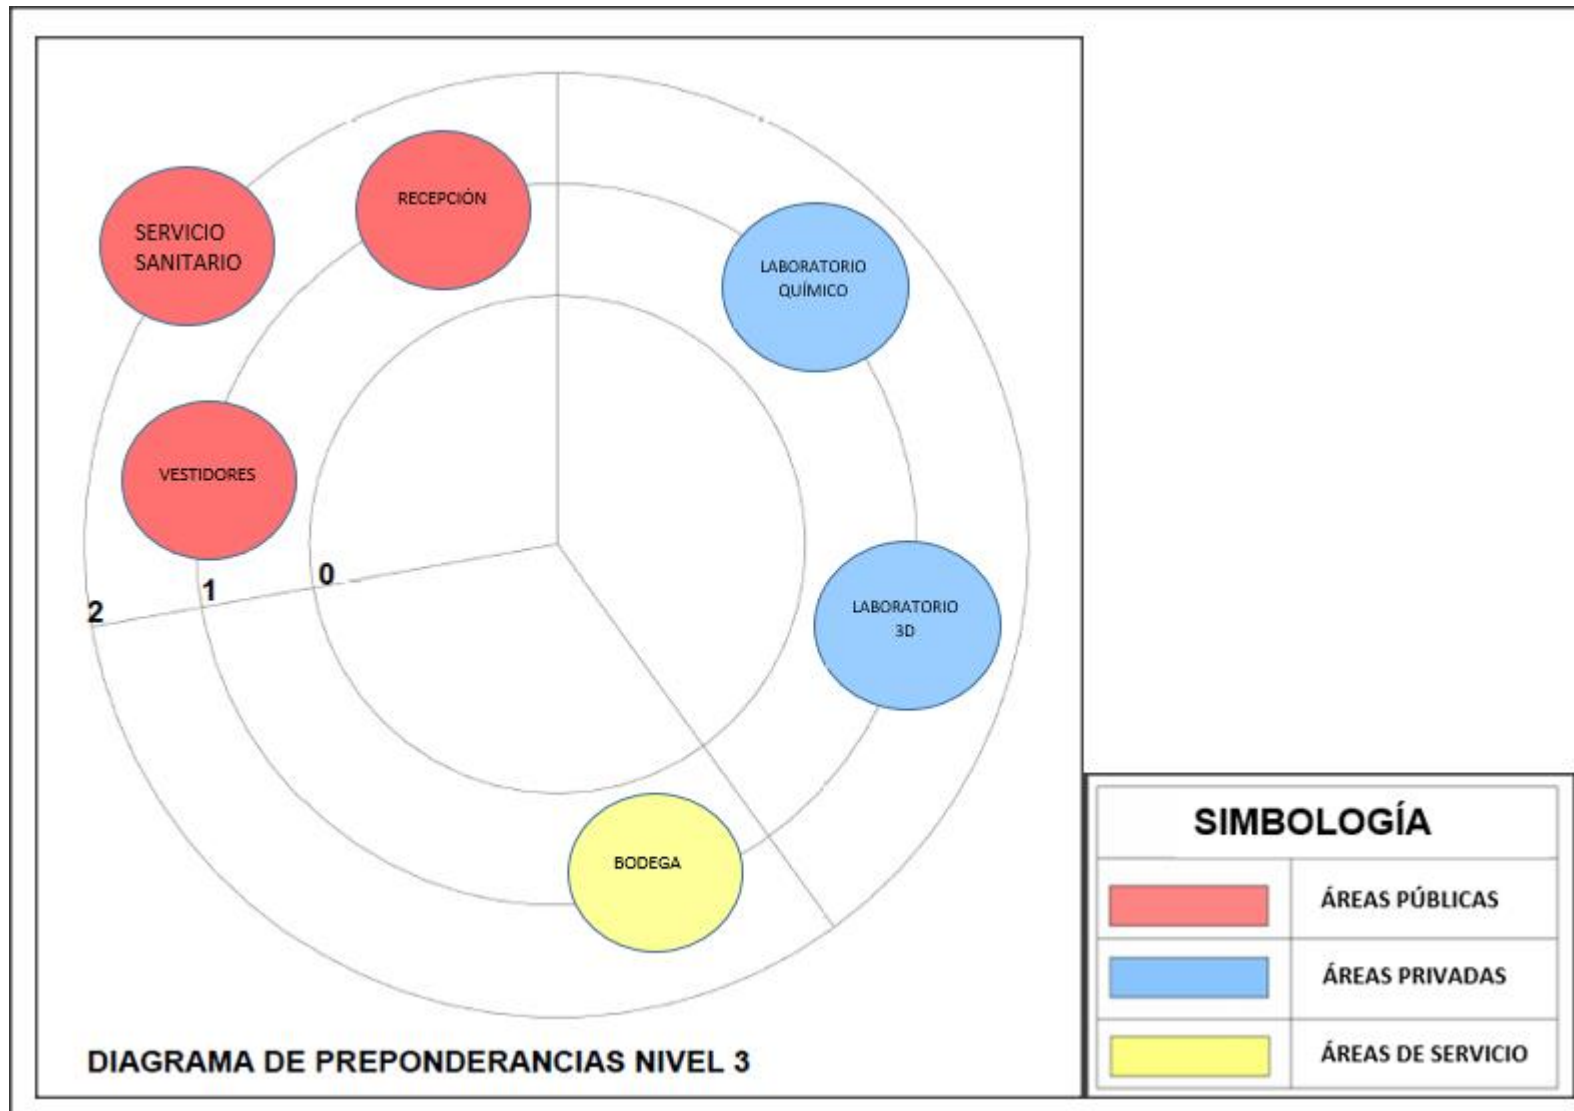 RECEPCIÓN
SERVICIO
SANITARIO
LABORATORIO
QUÍMICO
VESTIDORES
0
1
2
LABORATORIO
3D
BODEGA
DIAGRAMA DE PREPONDERANCIAS NIVEL 3
SIMBOLOGÍA
ÁREAS PÚBLICAS
ÁREAS PRIVADAS
ÁREAS DE SERVICIO